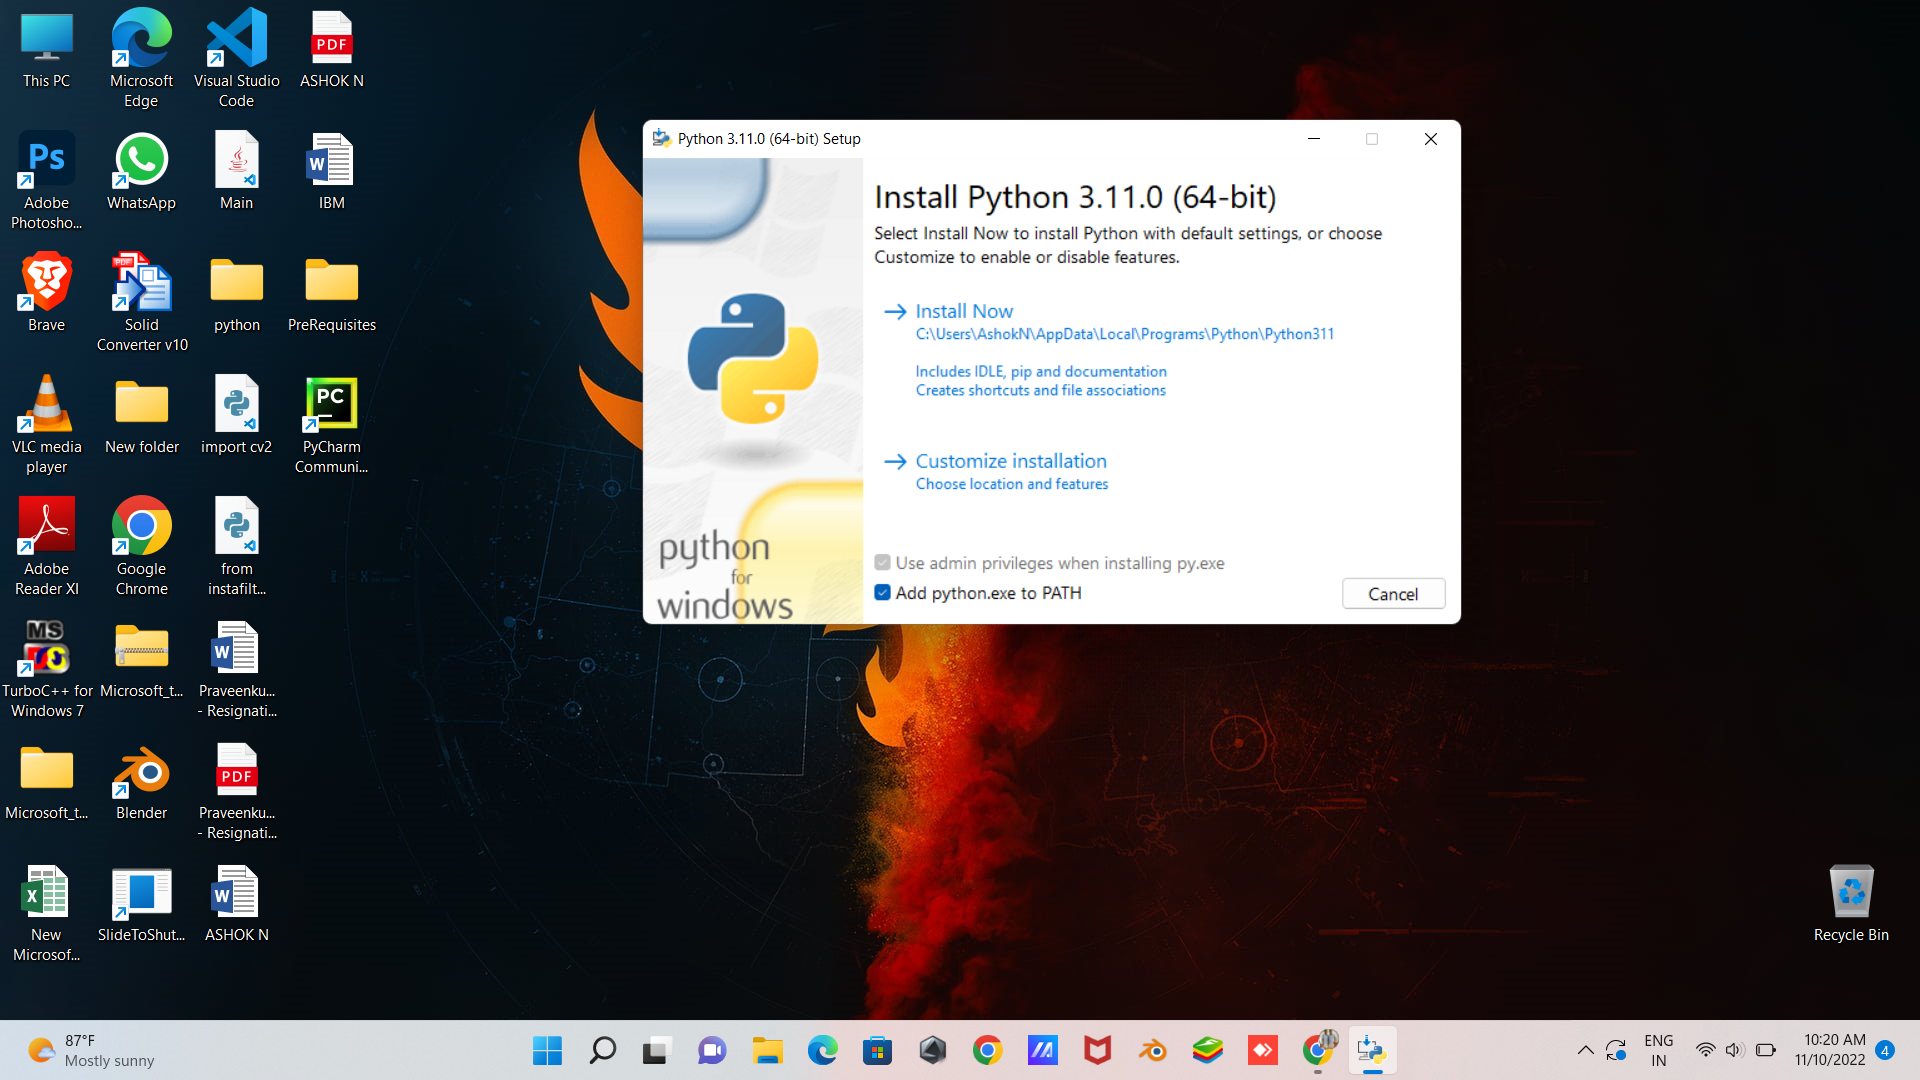 This PC
Microsoft
Edge
Visual Studio
Code
PDF
ASHOK N
Ps
Adobe
Photosho...
WhatsApp
Main
W
IBM
Brave
PDF
Solid
Converter v10
python
PreRequisites
VLC media
player
New folder
import cv2
PC
PyCharm
Communi...
Adobe
Reader XI
Google
Chrome
from
instafilt...
MS
TurboC++ for
Windows 7
Microsoft_t...
W
Praveenku...
- Resignati...
Microsoft_t...
Blender
PDF
Praveenku...
- Resignati...
X
New
Microsof...
SlideToShut...
W
ASHOK N
Python 3.11.0 (64-bit) Setup
Install Python 3.11.0 (64-bit)
Select Install Now to install Python with default settings, or choose
Customize to enable or disable features.
Install Now
C:\Users\AshokN\AppData\Local\Programs\Python\Python311
Includes IDLE, pip and documentation
Creates shortcuts and file associations
Customize installation
Choose location and features
python
for
windows
Use admin privileges when installing py.exe
Add python.exe to PATH
Cancel
Recycle Bin
87°F
Mostly sunny
ENG
IN
10:20 AM
11/10/2022
4